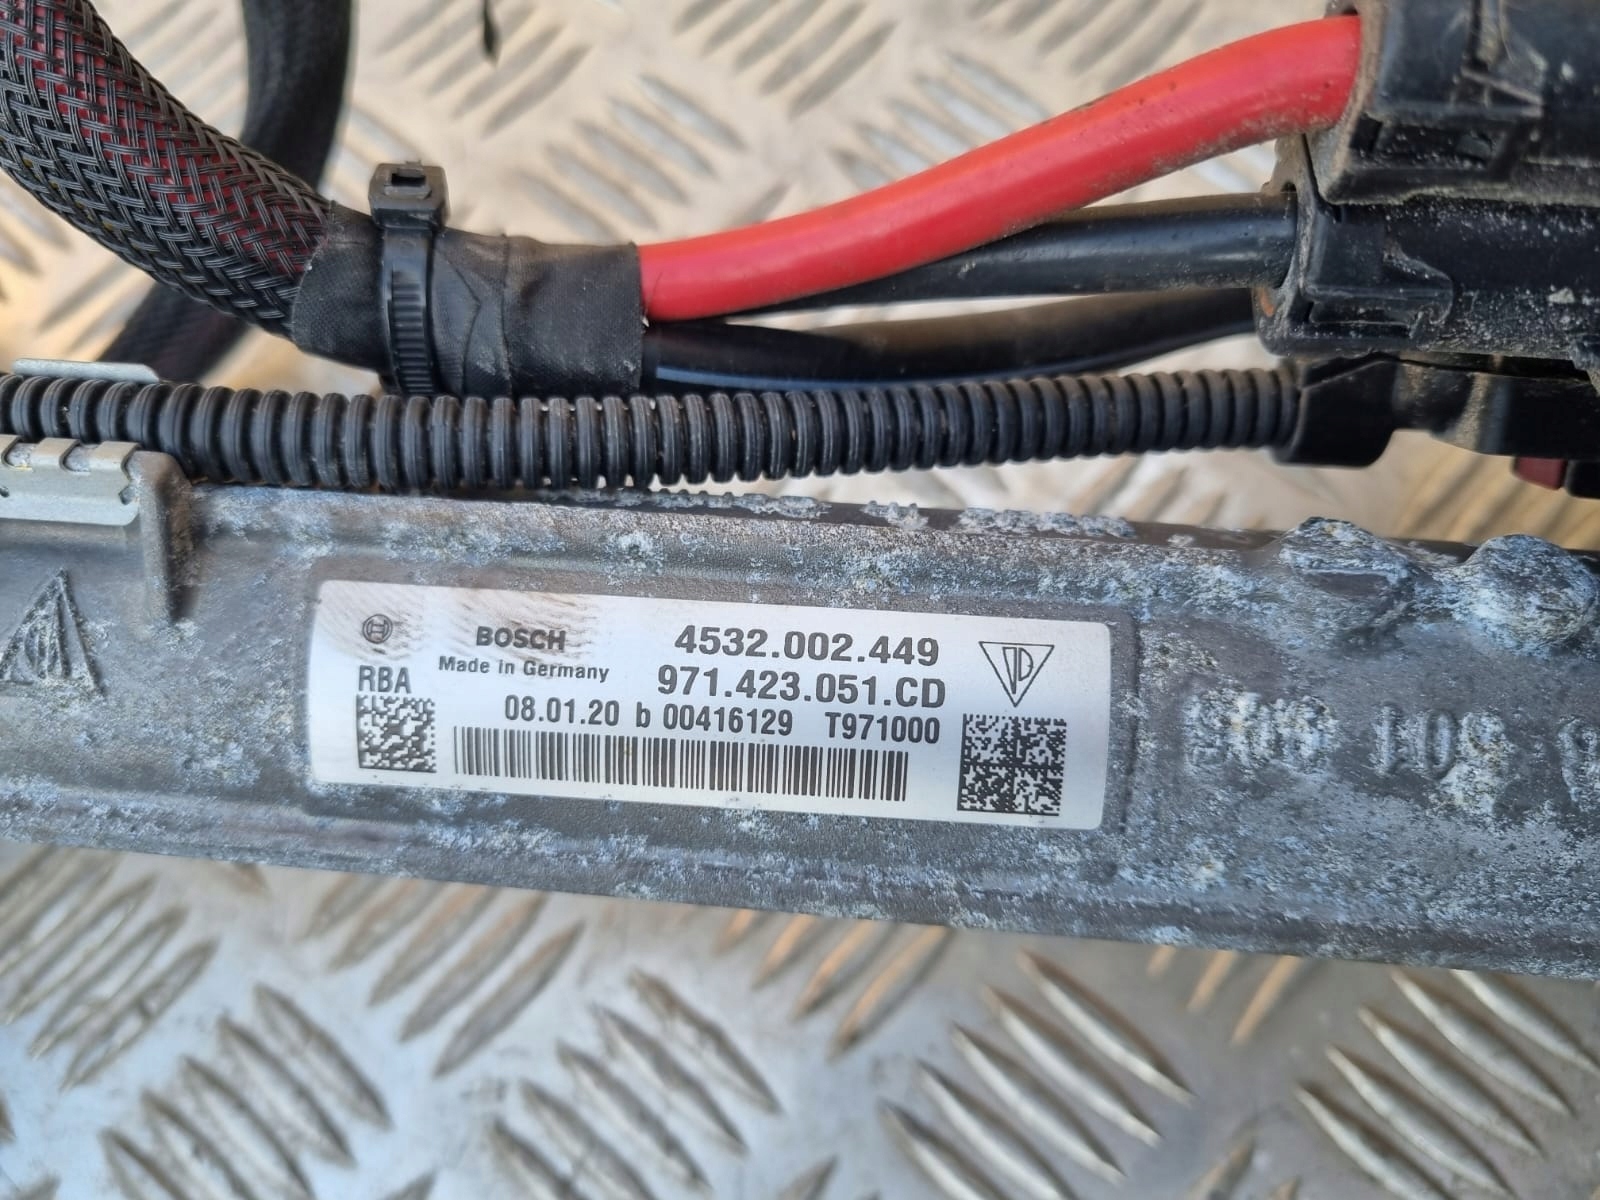 BOSCH
Made in Germany
4532.002.449
971.423.051.CD
RBA
08.01.20 b 00416129 T971000